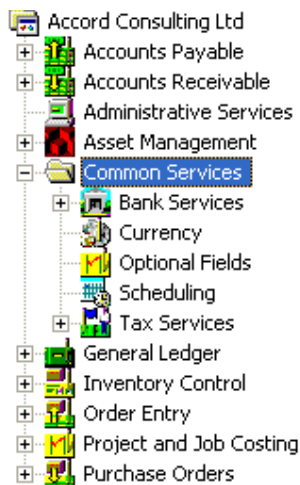 Accord Consulting Ltd
Accounts Payable
Accounts Receivable
Administrative Services
Asset Management
Common Services
Bank Services
Currency
Optional Fields
Scheduling
Tax Services
General Ledger
Inventory Control
Order Entry
Project and Job Costing
Purchase Orders